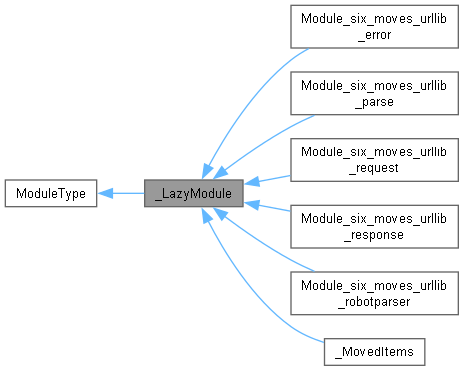 Module_six_moves_urllib
_error
Module_six_moves_urllib
_parse
Module_six_moves_urllib
_request
ModuleType
_LazyModule
Module_six_moves_urllib
_response
Module_six_moves_urllib
_robotparser
_MovedItems